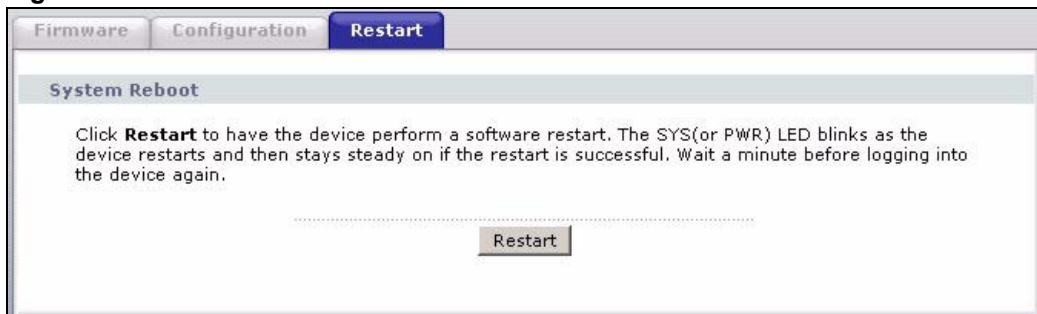 Firmware Configuration Restart
System Reboot
Click Restart to have the device perform a software restart. The SYS(or PWR) LED blinks as the
device restarts and then stays steady on if the restart is successful. Wait a minute before logging into
the device again.
Restart